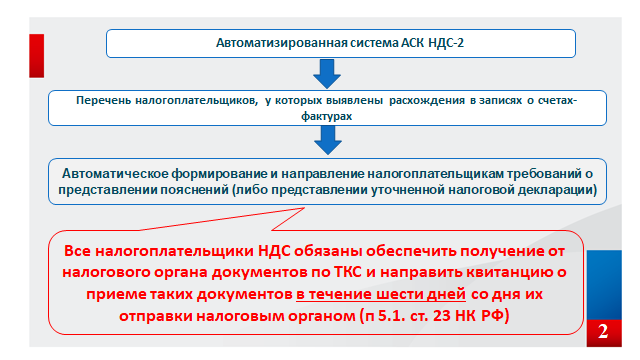 Автоматизированная система АСК НДС-2
Перечень налогоплательщиков, у которых выявлены расхождения в записях о счетах-
фактурах
Автоматическое формирование и направление налогоплательщикам требований о
представлении пояснений (либо представлении уточненной налоговой декларации)
Все налогоплательщики НДС обязаны обеспечить получение от
налогового органа документов по ТКС и направить квитанцию о
приеме таких документов в течение шести дней со дня их
отправки налоговым органом (п 5.1. ст. 23 НК РФ)
2